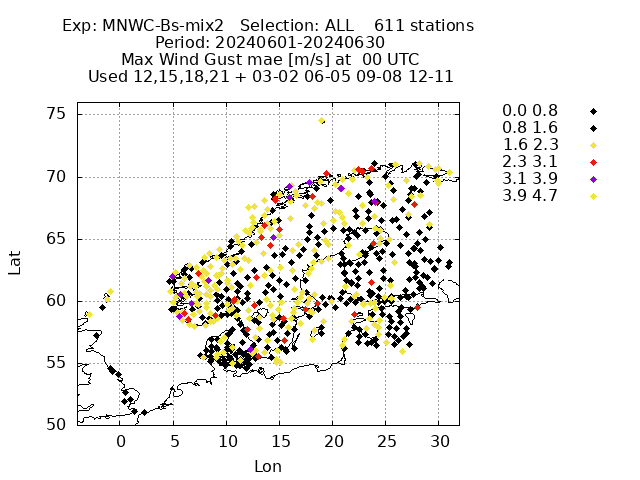 Exp: MNWC-Bs-mix2   Selection: ALL    611 stations
Period: 20240601-20240630
Max Wind Gust mae [m/s] at  00 UTC
Used 12,15,18,21 + 03-02 06-05 09-08 12-11
0.0 0.8
0.8 1.6
1.6 2.3
2.3 3.1
3.1 3.9
3.9 4.7
75
70
65
60
55
50
Lat
0 5 10 15 20 25 30
Lon